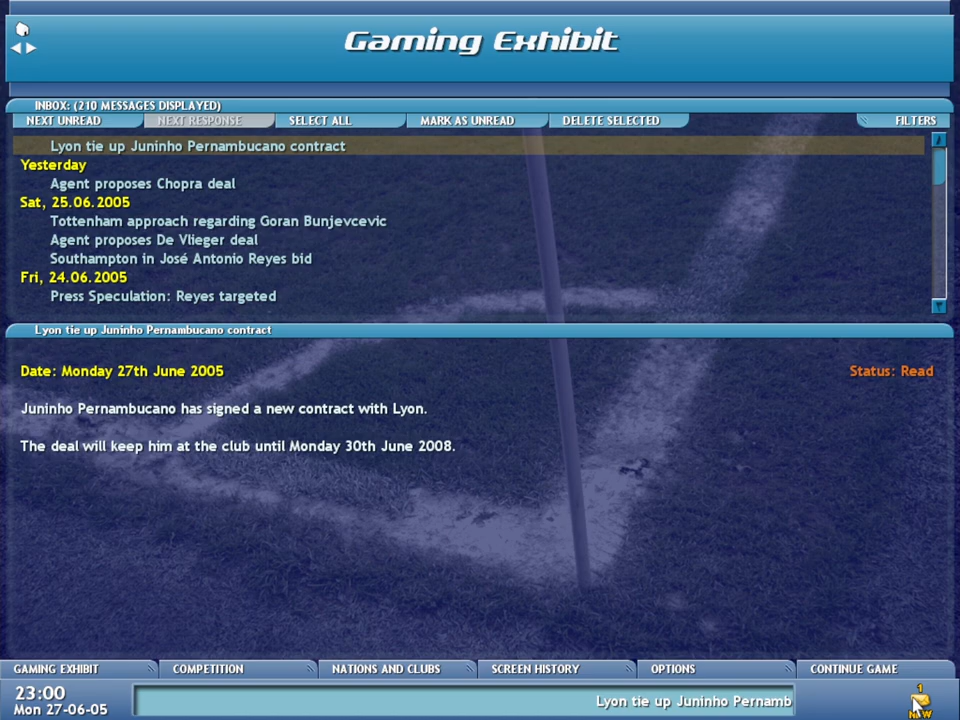 Gaming Exhibit
INBOX: (210 MESSAGES DISPLAYED)
NEXT UNREAD NEXT RESPONSE SELECT ALL MARK AS UNREAD DELETE SELECTED FILTERS
Lyon tie up Juninho Pernambucano contract
Yesterday
Agent proposes Chopra deal
Sat, 25.06.2005
Tottenham approach regarding Goran Bunjevcevic
Agent proposes De Vlieger deal
Southampton in José Antonio Reyes bid
Fri, 24.06.2005
Press Speculation: Reyes targeted
Lyon tie up Juninho Pernambucano contract
Date: Monday 27th June 2005 Status: Read
Juninho Pernambucano has signed a new contract with Lyon.
The deal will keep him at the club until Monday 30th June 2008.
GAMING EXHIBIT COMPETITION NATIONS AND CLUBS SCREEN HISTORY OPTIONS CONTINUE GAME
23:00 Lyon tie up Juninho Pernamb 1
Mon 27-06-05 NEW